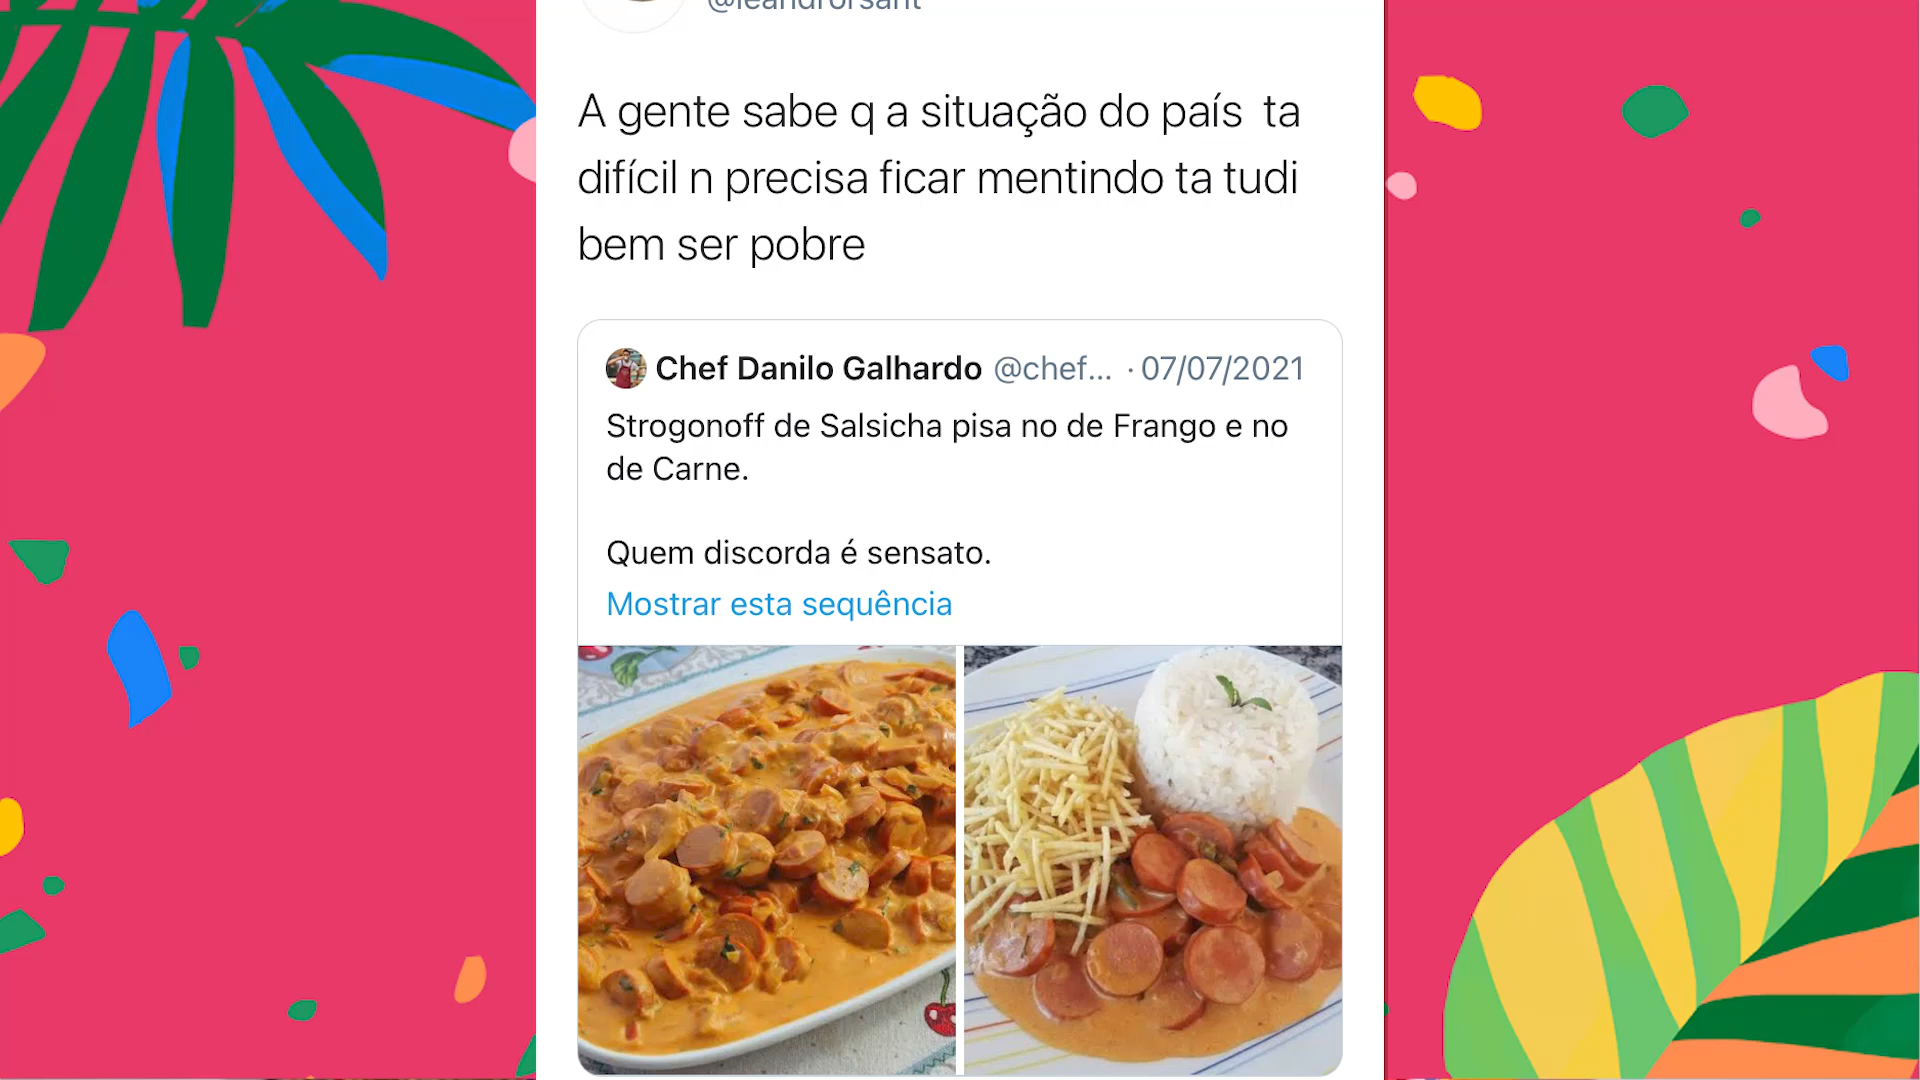 @leandrorsant
A gente sabe q a situação do país ta
difícil n precisa ficar mentindo ta tudi
bem ser pobre
Chef Danilo Galhardo @chef... · 07/07/2021
Strogonoff de Salsicha pisa no de Frango e no
de Carne.
Quem discorda é sensato.
Mostrar esta sequência